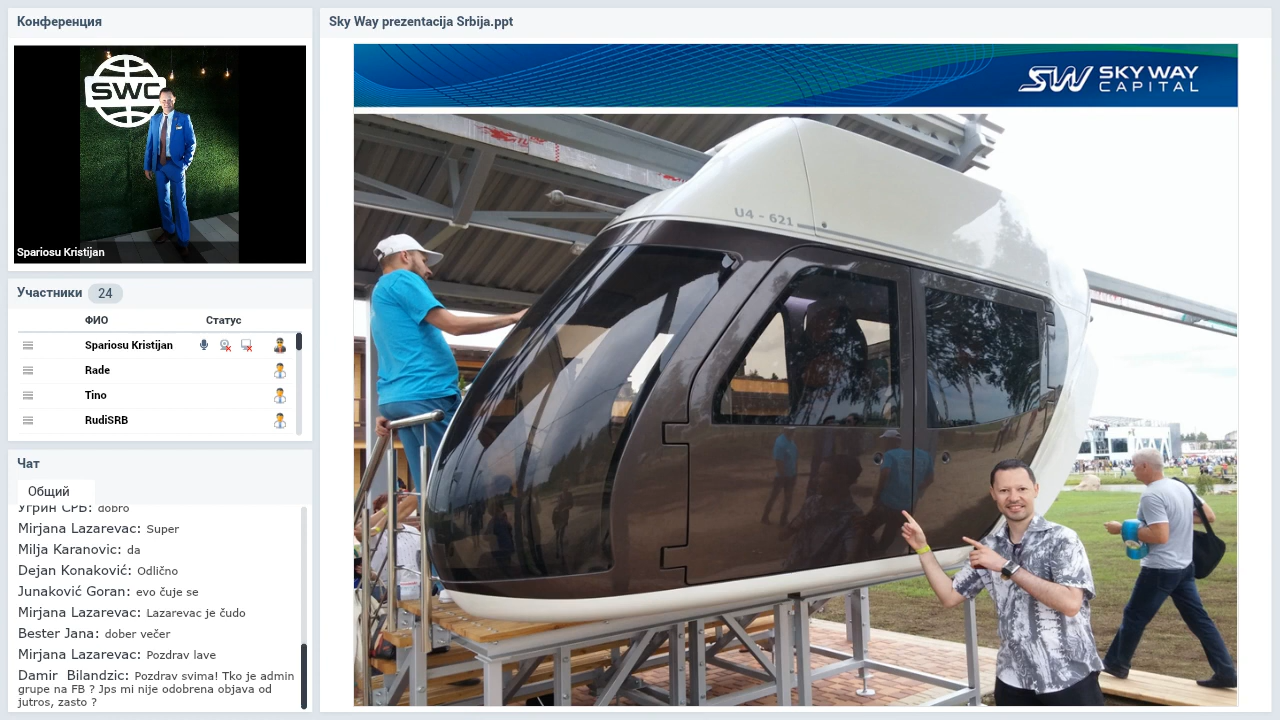 Конференция
SWC
Spariosu Kristijan
Участники 24
ФИО Статус
Spariosu Kristijan
Rade
Tino
RudiSRB
Чат
Общий
Угрин СРБ: dobro
Mirjana Lazarevac: Super
Milja Karanovic: da
Dejan Konaković: Odlično
Junaković Goran: evo čuje se
Mirjana Lazarevac: Lazarevac je čudo
Bester Jana: dober večer
Mirjana Lazarevac: Pozdrav lave
Damir Bilandzic: Pozdrav svima! Tko je admin
grupe na FB ? Jps mi nije odobrena objava od
jutros, zasto ?
Sky Way prezentacija Srbija.ppt
SW SKY WAY
CAPITAL
U4 - 621